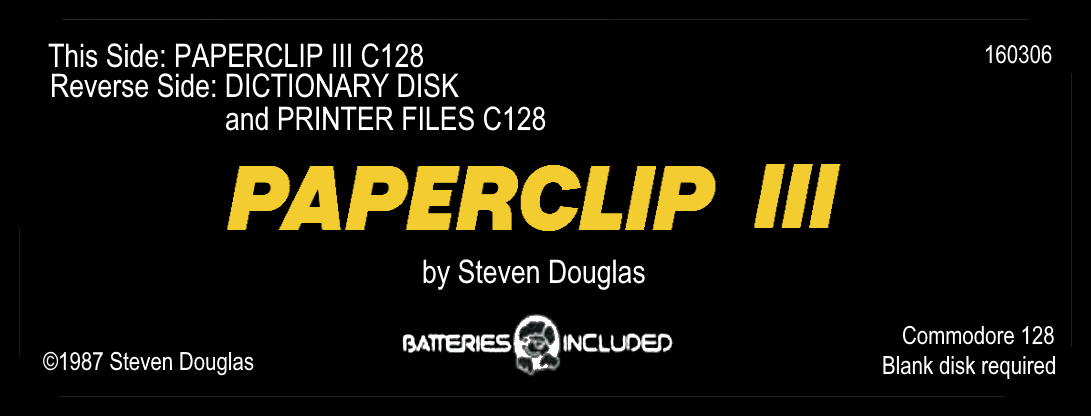 This Side: PAPERCLIP III C128
160306
Reverse Side: DICTIONARY DISK
and PRINTER FILES C128
PAPERCLIP III
by Steven Douglas
BATTERIES INCLUDED
©1987 Steven Douglas
Commodore 128
Blank disk required